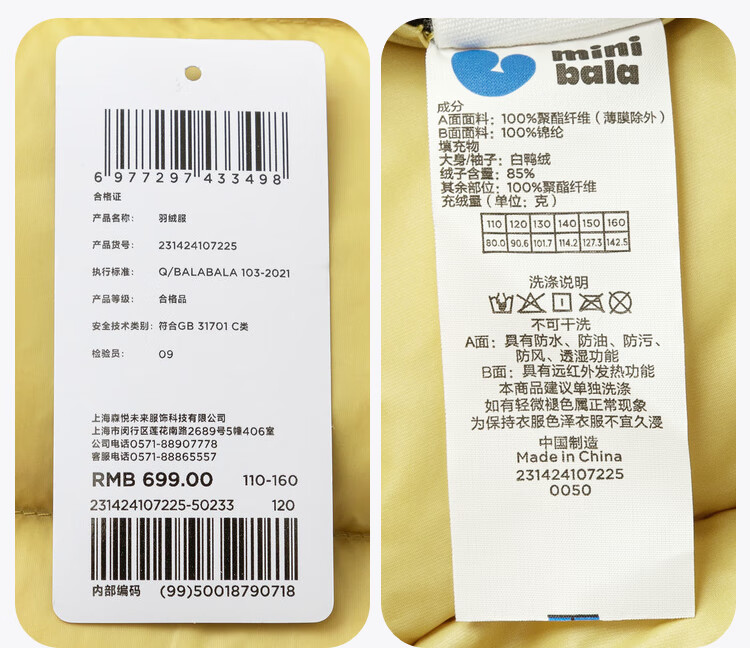 6 977297 433498
合格证
产品名称： 羽绒服
产品货号： 231424107225
执行标准： Q/BALABALA 103-2021
产品等级： 合格品
安全技术类别： 符合GB 31701 C类
检验员： 09
上海森悦未来服饰科技有限公司
上海市闵行区莲花南路2689号5幢406室
公司电话0571-88907778
客服电话0571-88865557
RMB 699.00 110-160
231424107225-50233 120
内部编码 (99)50018790718
mini
bala
成分
A面面料：100%聚酯纤维（薄膜除外）
B面面料：100%锦纶
填充物
大身/袖子：白鸭绒
绒子含量：85%
其余部位：100%聚酯纤维
充绒量（单位：克）
110 120 130 140 150 160
80.0 90.6 101.7 114.2 127.3 142.5
洗涤说明
不可干洗
A面：具有防水、防油、防污、
防风、透湿功能
B面：具有远红外发热功能
本商品建议单独洗涤
如有轻微褪色属正常现象
为保持衣服色泽衣服不宜久浸
中国制造
Made in China
231424107225
0050